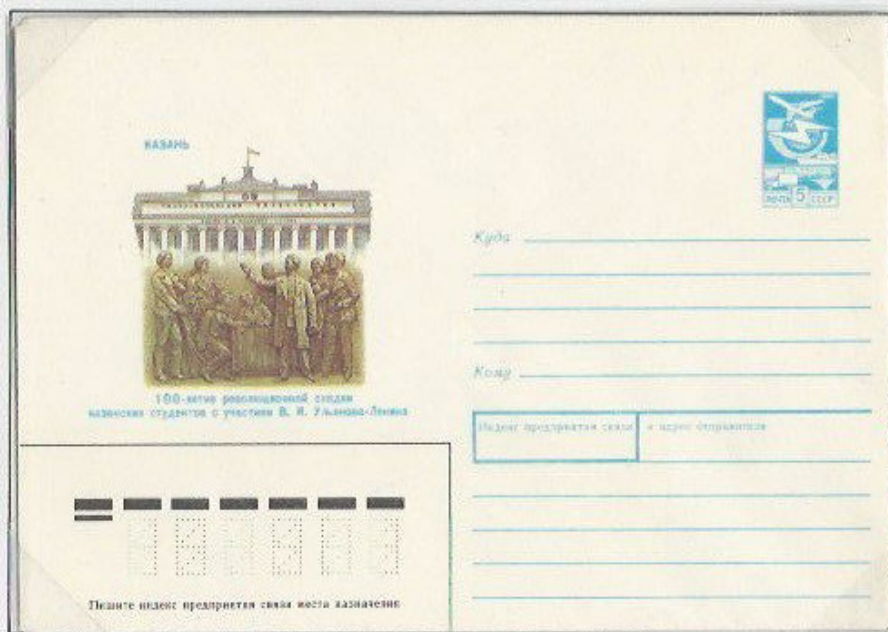 КАЗАНЬ
ПОЧТА 5 СССР
100-летие революционной сходки
казанских студентов с участием В. И. Ульянова-Ленина
Куда
Кому
Индекс предприятия связи и адрес отправителя
Пишите индекс предприятия связи места назначения